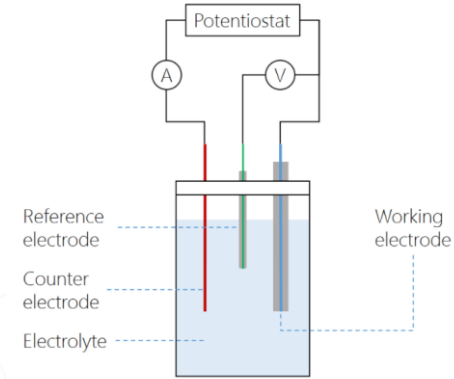 Potentiostat
A
V
Reference
electrode
Working
electrode
Counter
electrode
Electrolyte